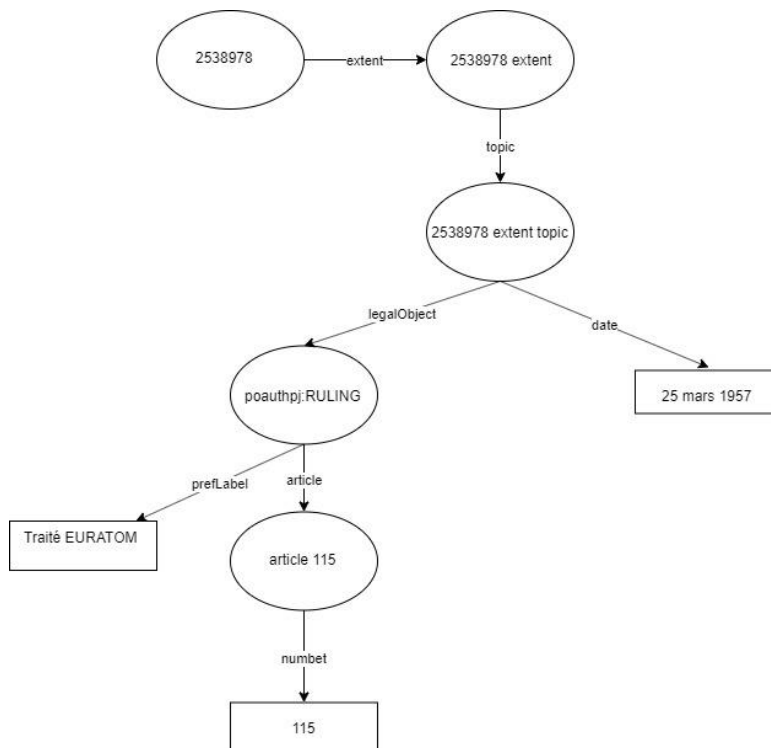 2538978
extent
2538978 extent
topic
2538978 extent topic
legalObject
date
poauthpj:RULING
25 mars 1957
prefLabel
article
Traité EURATOM
article 115
numbet
115